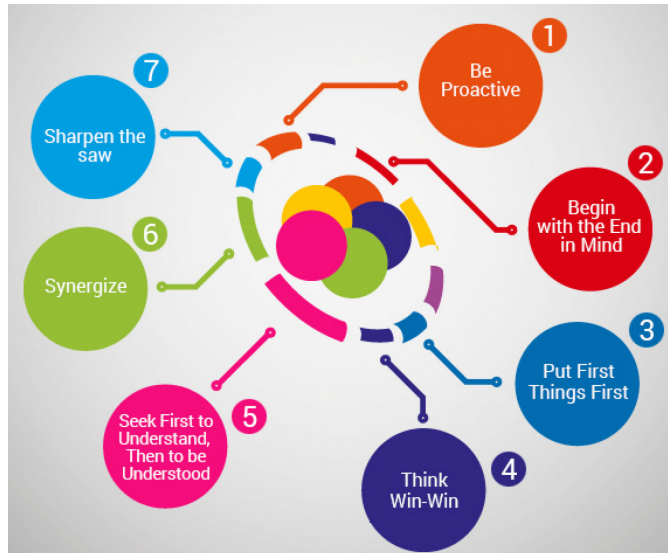 1
Be
Proactive
2
Begin
with the End
in Mind
3
Put First
Things First
4
Think
Win-Win
5
Seek First to
Understand,
Then to be
Understood
6
Synergize
7
Sharpen the
saw